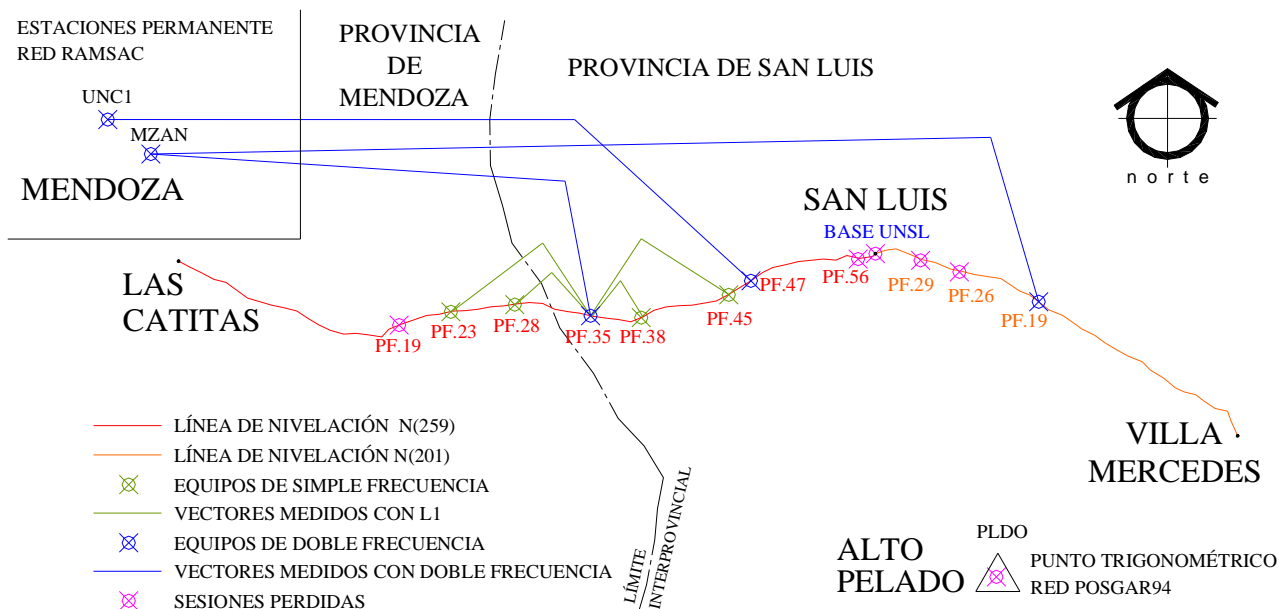 ESTACIONES PERMANENTE
RED RAMSAC
UNC1
MZAN
MENDOZA
PROVINCIA
DE
MENDOZA
PROVINCIA DE SAN LUIS
norte
SAN LUIS
BASE UNSL
LAS
CATITAS
PF.19
PF.23
PF.28
PF.35
PF.38
PF.45
PF.47
PF.56
PF.29
PF.26
PF.19
VILLA
MERCEDES
LÍNEA DE NIVELACIÓN N(259)
LÍNEA DE NIVELACIÓN N(201)
EQUIPOS DE SIMPLE FRECUENCIA
VECTORES MEDIDOS CON L1
EQUIPOS DE DOBLE FRECUENCIA
VECTORES MEDIDOS CON DOBLE FRECUENCIA
SESIONES PERDIDAS
LÍMITE
INTERPROVINCIAL
ALTO
PELADO
PLDO
PUNTO TRIGONOMÉTRICO
RED POSGAR94